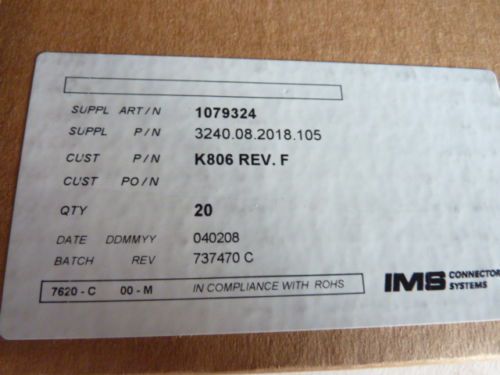 SUPPL ART/N 1079324
SUPPL P/N 3240.08.2018.105
CUST P/N K806 REV. F
CUST PO/N
QTY 20
DATE DDMMYY 040208
BATCH REV 737470 C
7620 - C 00 - M IN COMPLIANCE WITH ROHS
IMS CONNECTOR
SYSTEMS